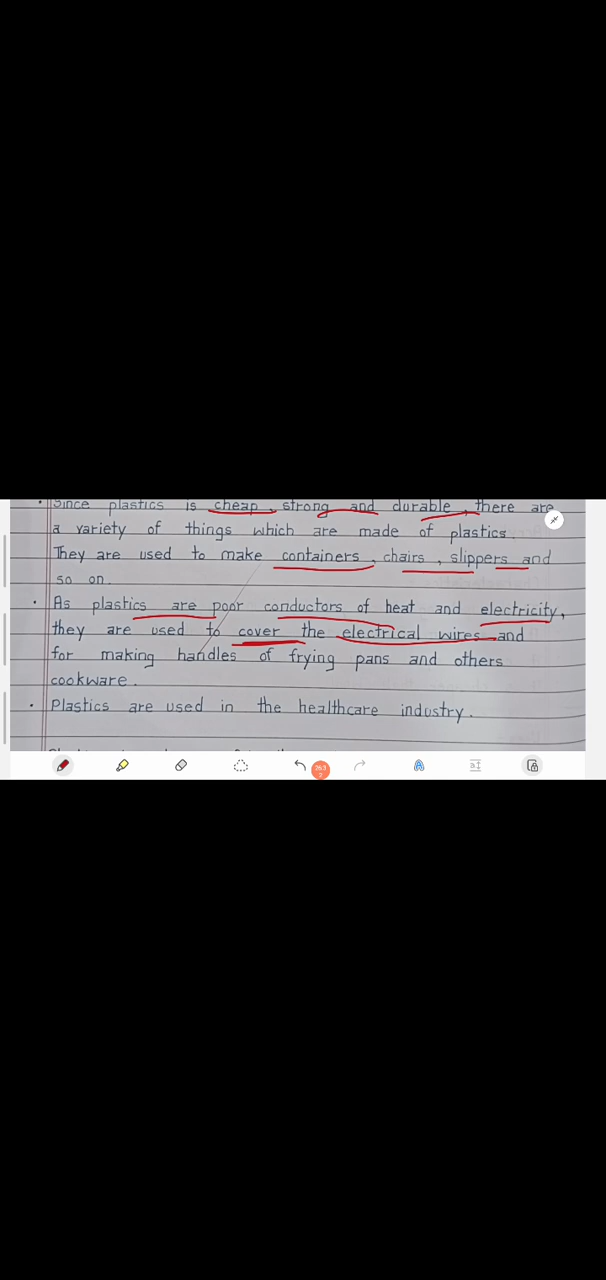 • Since plastics is cheap, strong and durable, there are
a variety of things which are made of plastics.
They are used to make containers, chairs, slippers and
so on.
• As plastics are poor conductors of heat and electricity,
they are used to cover the electrical wires and
for making handles of frying pans and others
cookware.
• Plastics are used in the healthcare industry.